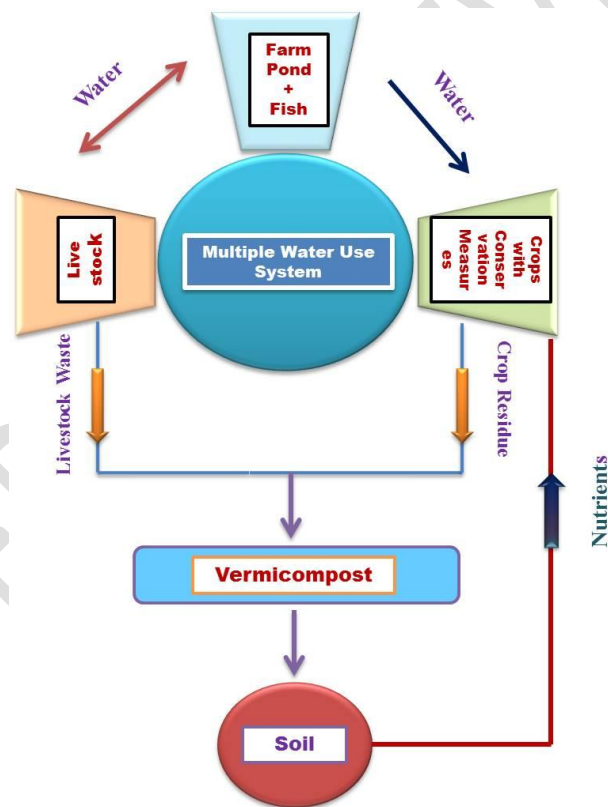 Farm
Pond
+
Fish
Water
Water
Live
stock
Multiple Water Use
System
Crops
with
Conser
vation
Measur
es
Livestock Waste
Crop Residue
Nutrients
Vermicompost
Soil